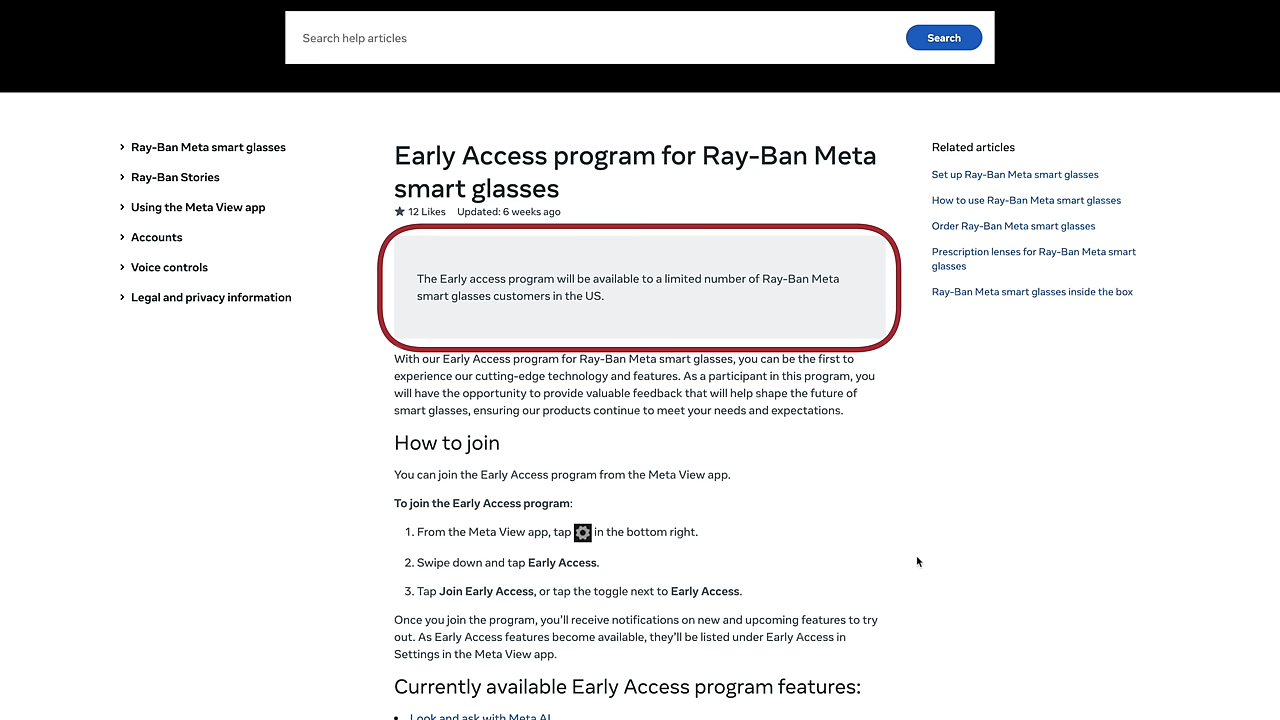 Search help articles
Search
Ray-Ban Meta smart glasses
Ray-Ban Stories
Using the Meta View app
Accounts
Voice controls
Legal and privacy information
Early Access program for Ray-Ban Meta
smart glasses
12 Likes Updated: 6 weeks ago
The Early access program will be available to a limited number of Ray-Ban Meta
smart glasses customers in the US.
With our Early Access program for Ray-Ban Meta smart glasses, you can be the first to
experience our cutting-edge technology and features. As a participant in this program, you
will have the opportunity to provide valuable feedback that will help shape the future of
smart glasses, ensuring our products continue to meet your needs and expectations.
How to join
You can join the Early Access program from the Meta View app.
To join the Early Access program:
1. From the Meta View app, tap in the bottom right.
2. Swipe down and tap Early Access.
3. Tap Join Early Access, or tap the toggle next to Early Access.
Once you join the program, you'll receive notifications on new and upcoming features to try
out. As Early Access features become available, they'll be listed under Early Access in
Settings in the Meta View app.
Currently available Early Access program features:
• Look and ask with Meta AI
Related articles
Set up Ray-Ban Meta smart glasses
How to use Ray-Ban Meta smart glasses
Order Ray-Ban Meta smart glasses
Prescription lenses for Ray-Ban Meta smart
glasses
Ray-Ban Meta smart glasses inside the box